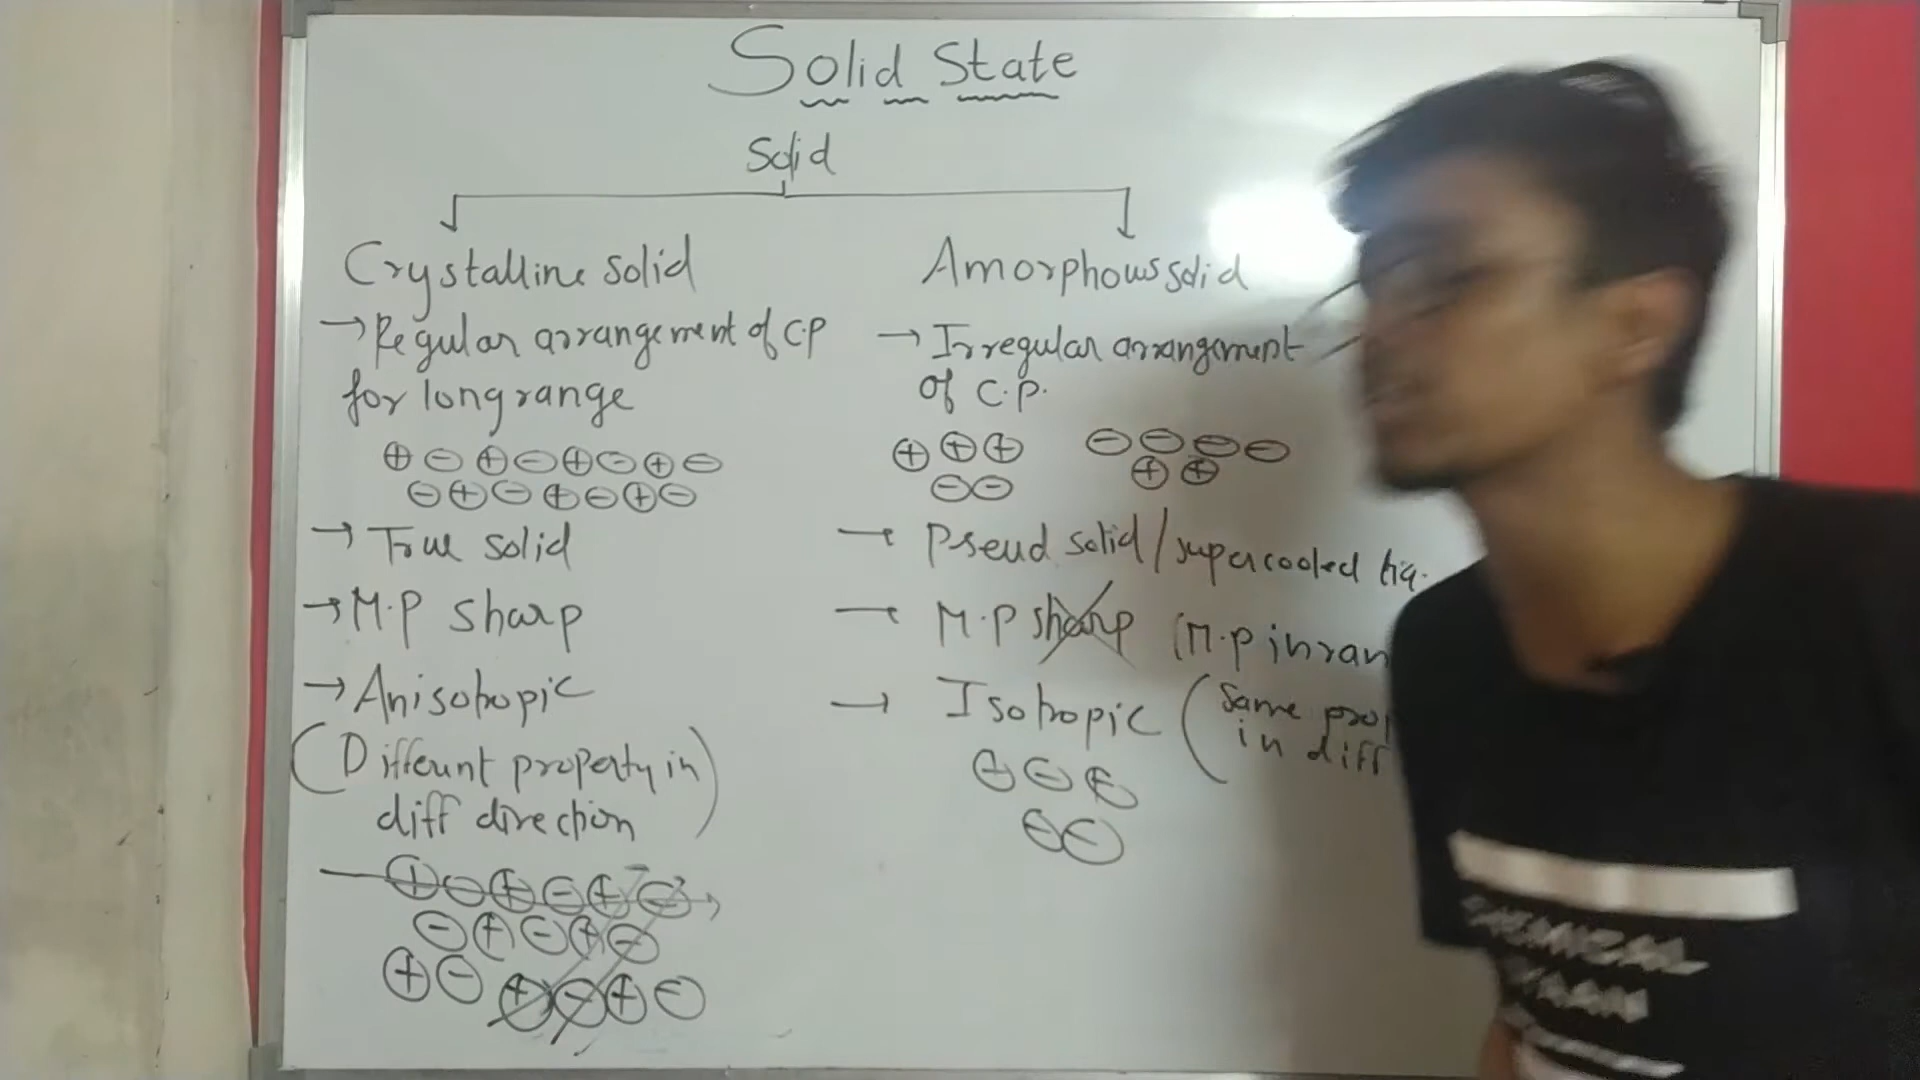 Solid State
Solid
Crystalline solid
→ Regular arrangement of C.P
for long range
⊕ ⊖ ⊕ ⊖ ⊕ ⊖ ⊕ ⊖
⊖ ⊕ ⊖ ⊕ ⊖ ⊕ ⊖
→ True solid
→ M.P sharp
→ Anisotropic
(Different property in
diff direction)
⊕ ⊖ ⊕ ⊖ ⊕ ⊖
⊖ ⊕ ⊖ ⊕ ⊖
⊕ ⊖ ⊕ ⊖ ⊕ ⊖
Amorphous solid
→ Irregular arrangement
of C.P.
⊕ ⊕ ⊕ ⊖ ⊖ ⊖ ⊖
⊖ ⊖ ⊕ ⊕
→ Pseud solid/supercooled liq.
→ M.P sharp (M.P in ran
→ Isotropic (Same prop
in diff